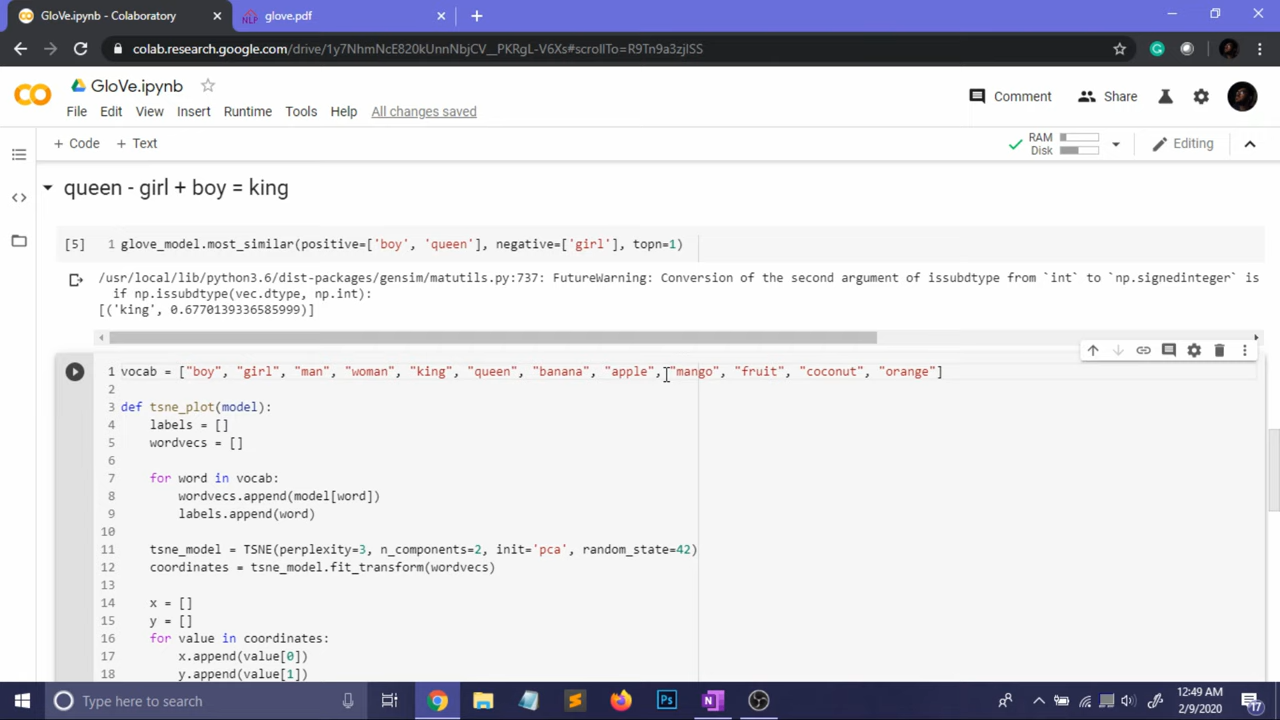 GloVe.ipynb - Colaboratory
glove.pdf
NLP
colab.research.google.com/drive/1y7NhmNcE820kUnnNbjCV__PKRgL-V6Xs#scrollTo=R9Tn9a3zjlSS
GloVe.ipynb
File Edit View Insert Runtime Tools Help All changes saved
Comment Share
+ Code + Text
RAM
Disk
Editing
queen - girl + boy = king
[5] 1 glove_model.most_similar(positive=['boy', 'queen'], negative=['girl'], topn=1)
/usr/local/lib/python3.6/dist-packages/gensim/matutils.py:737: FutureWarning: Conversion of the second argument of issubdtype from `int` to `np.signedinteger` is
if np.issubdtype(vec.dtype, np.int):
[('king', 0.6770139336585999)]
1 vocab = ["boy", "girl", "man", "woman", "king", "queen", "banana", "apple", "mango", "fruit", "coconut", "orange"]
2
3 def tsne_plot(model):
4 labels = []
5 wordvecs = []
6
7 for word in vocab:
8 wordvecs.append(model[word])
9 labels.append(word)
10
11 tsne_model = TSNE(perplexity=3, n_components=2, init='pca', random_state=42)
12 coordinates = tsne_model.fit_transform(wordvecs)
13
14 x = []
15 y = []
16 for value in coordinates:
17 x.append(value[0])
18 y.append(value[1])
Type here to search
12:49 AM
2/9/2020
17